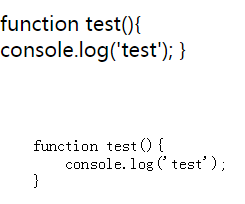 function test(){
console.log('test'); }
function test(){
    console.log('test');
}